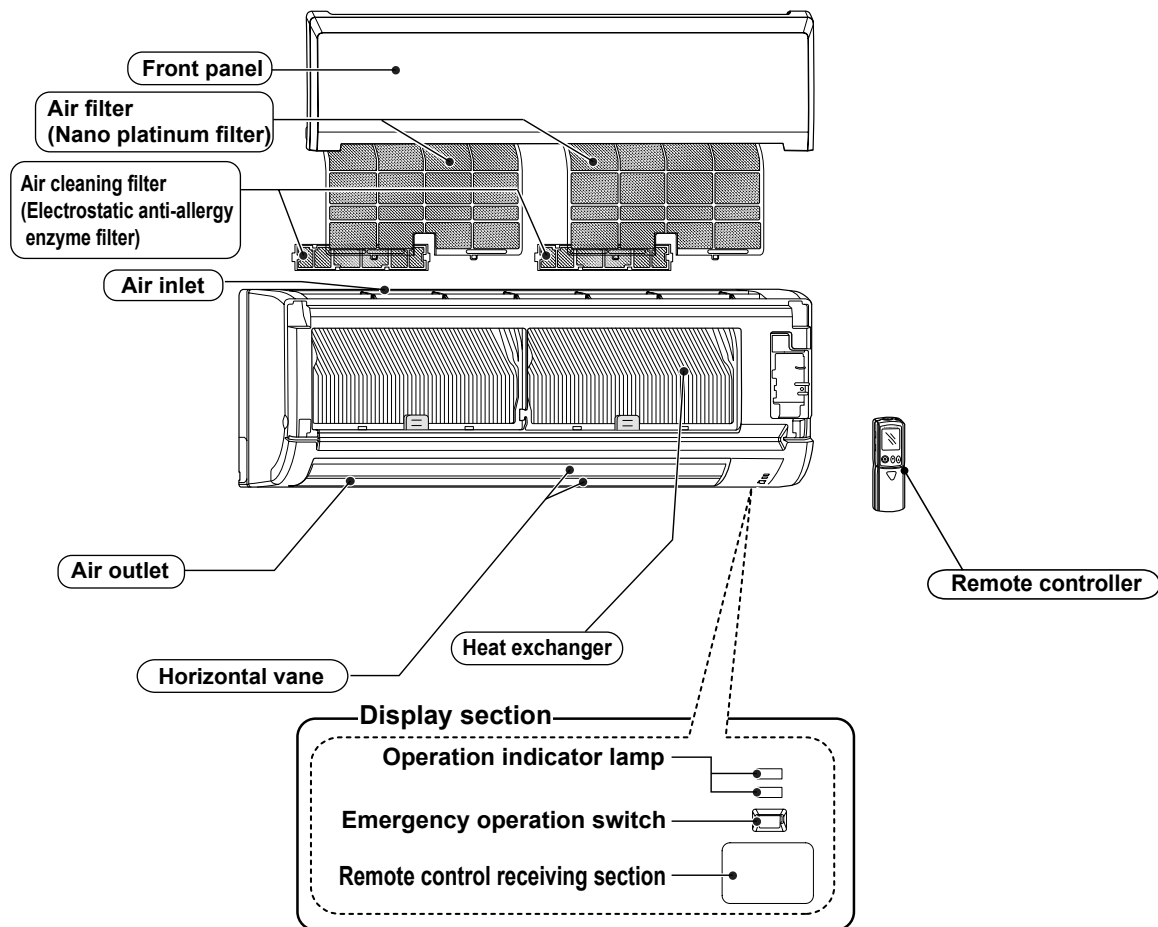 Front panel
Air filter
(Nano platinum filter)
Air cleaning filter
(Electrostatic anti-allergy
enzyme filter)
Air inlet
Air outlet
Remote controller
Heat exchanger
Horizontal vane
Display section
Operation indicator lamp
Emergency operation switch
Remote control receiving section